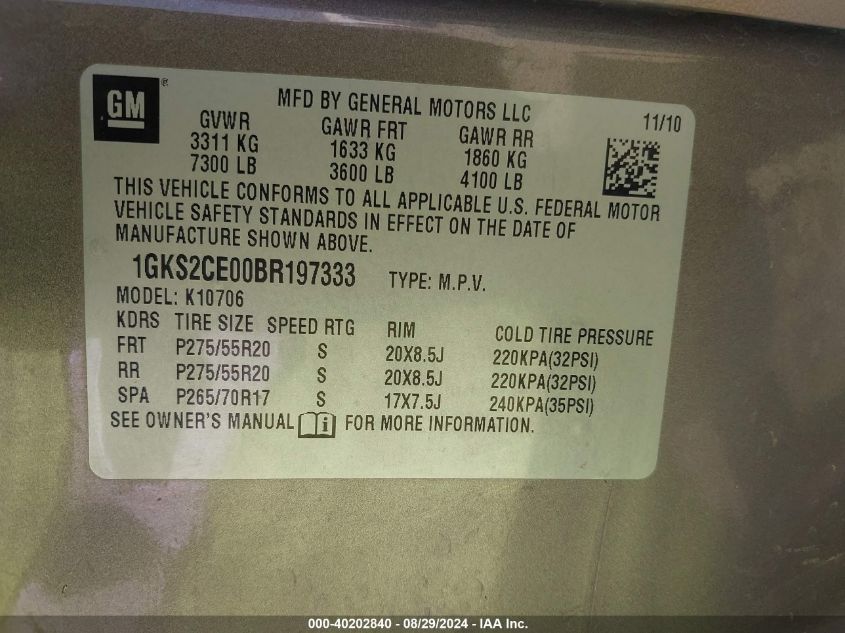 GM ®
MFD BY GENERAL MOTORS LLC
11/10
GVWR GAWR FRT GAWR RR
3311 KG 1633 KG 1860 KG
7300 LB 3600 LB 4100 LB
THIS VEHICLE CONFORMS TO ALL APPLICABLE U.S. FEDERAL MOTOR
VEHICLE SAFETY STANDARDS IN EFFECT ON THE DATE OF
MANUFACTURE SHOWN ABOVE.
1GKS2CE00BR197333 TYPE: M.P.V.
MODEL: K10706
KDRS TIRE SIZE SPEED RTG RIM COLD TIRE PRESSURE
FRT P275/55R20 S 20X8.5J 220KPA(32PSI)
RR P275/55R20 S 20X8.5J 220KPA(32PSI)
SPA P265/70R17 S 17X7.5J 240KPA(35PSI)
SEE OWNER'S MANUAL i FOR MORE INFORMATION.
000-40202840 - 08/29/2024 - IAA Inc.